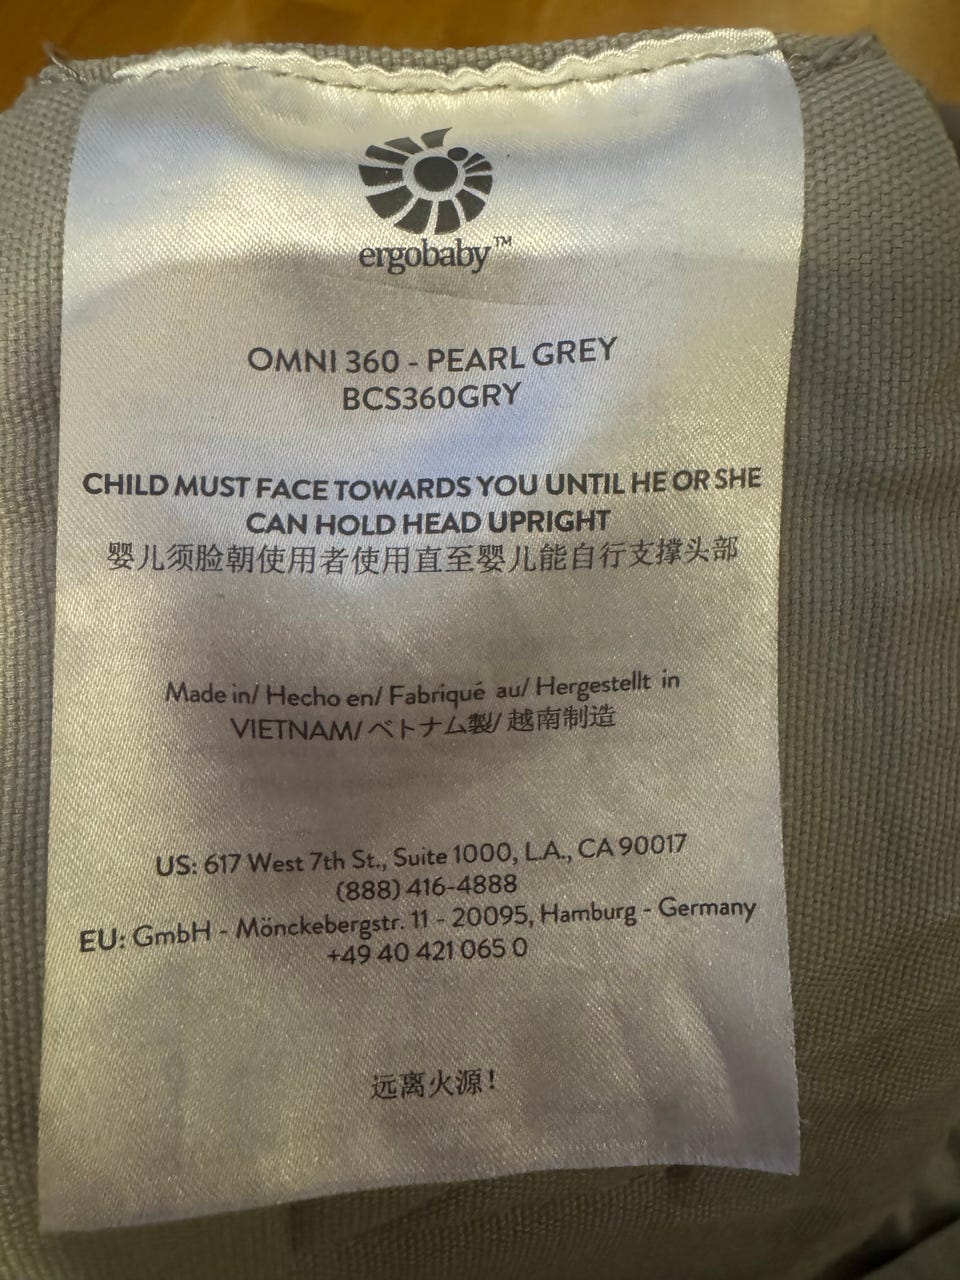 ergobaby™
OMNI 360 - PEARL GREY
BCS360GRY
CHILD MUST FACE TOWARDS YOU UNTIL HE OR SHE
CAN HOLD HEAD UPRIGHT
婴儿须脸朝使用者使用直至婴儿能自行支撑头部
Made in/ Hecho en/ Fabriqué au/ Hergestellt in
VIETNAM/ ベトナム製/ 越南制造
US: 617 West 7th St., Suite 1000, L.A., CA 90017
(888) 416-4888
EU: GmbH - Mönckebergstr. 11 - 20095, Hamburg - Germany
+49 40 421 065 0
远离火源!